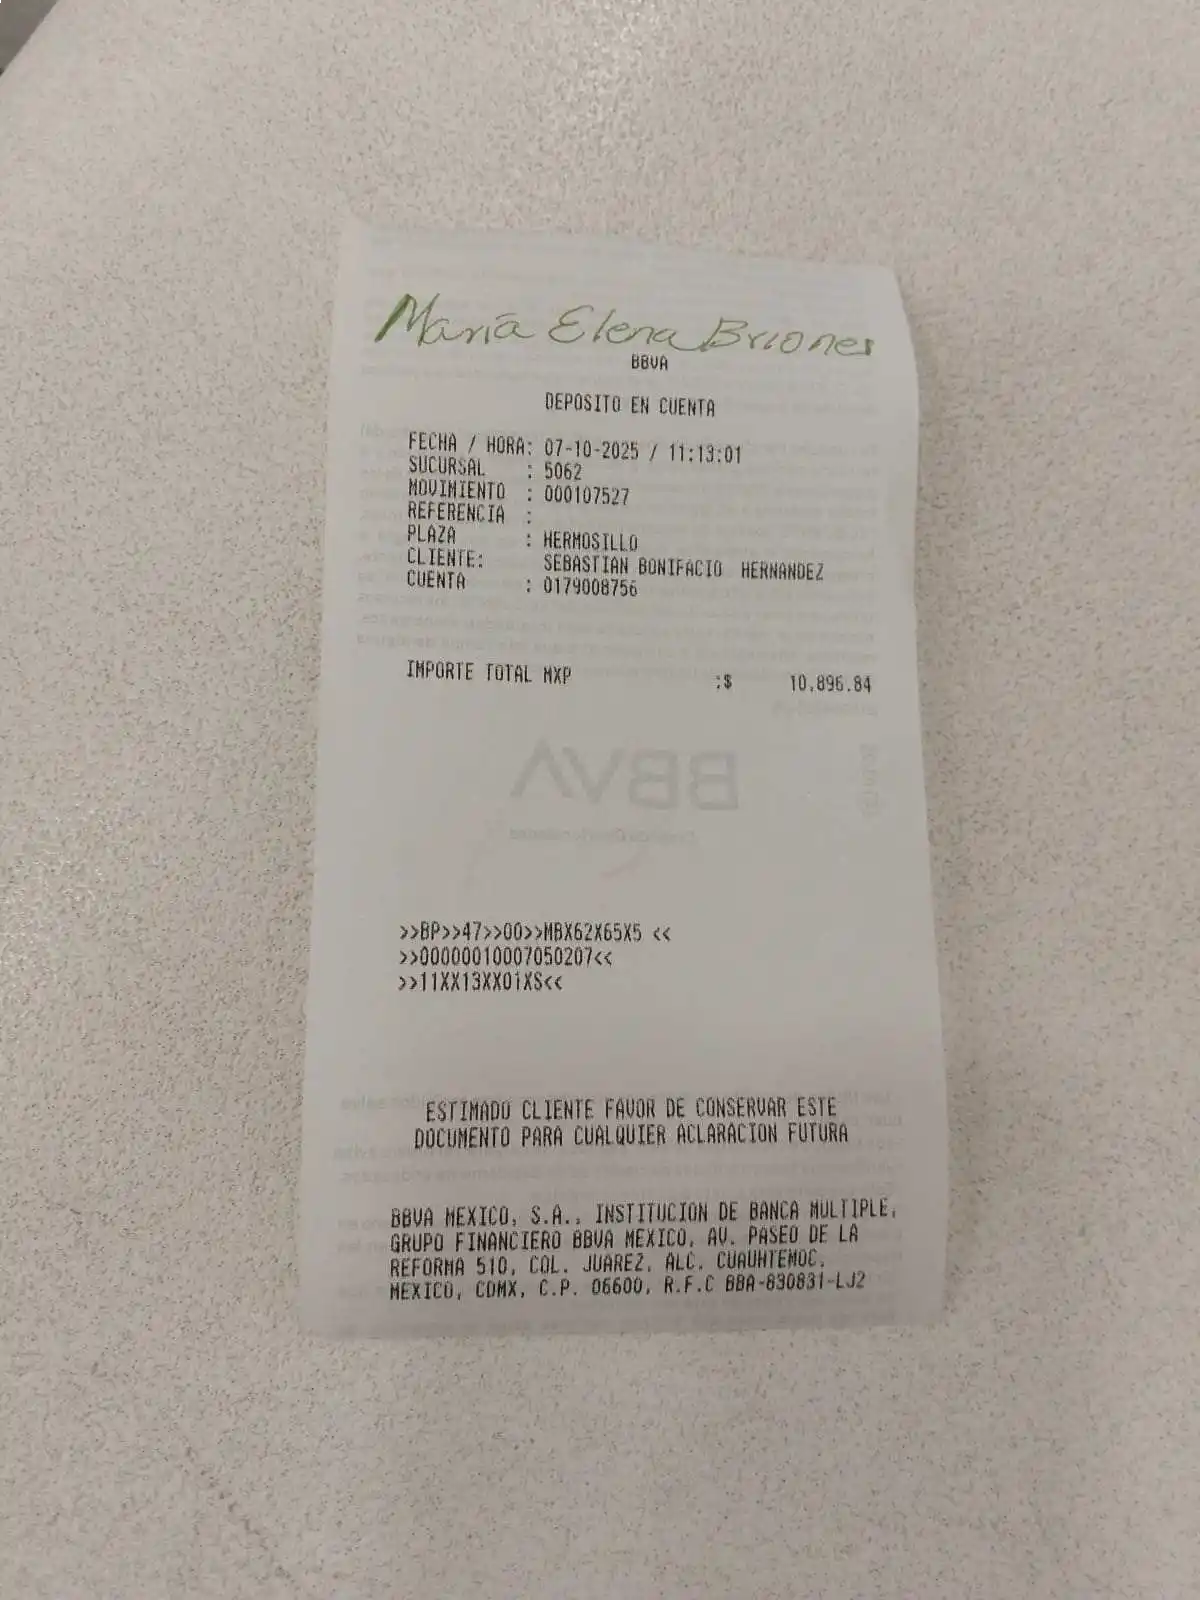 María Elena Briones
BBVA
DEPOSITO EN CUENTA
FECHA / HORA: 07-10-2025 / 11:13:01
SUCURSAL : 5062
MOVIMIENTO : 000107527
REFERENCIA :
PLAZA : HERMOSILLO
CLIENTE: SEBASTIAN BONIFACIO HERNANDEZ
CUENTA : 0179008756
IMPORTE TOTAL MXP :$ 10,896.84
BBVA
>>BP>>47>>00>>MBX62X65X5 <<
>>00000010007050207<<
>>11XX13XX01XS<<
ESTIMADO CLIENTE FAVOR DE CONSERVAR ESTE
DOCUMENTO PARA CUALQUIER ACLARACION FUTURA
BBVA MEXICO, S.A., INSTITUCION DE BANCA MULTIPLE,
GRUPO FINANCIERO BBVA MEXICO, AV. PASEO DE LA
REFORMA 510, COL. JUAREZ, ALC. CUAUHTEMOC,
MEXICO, CDMX, C.P. 06600, R.F.C BBA-830831-LJ2